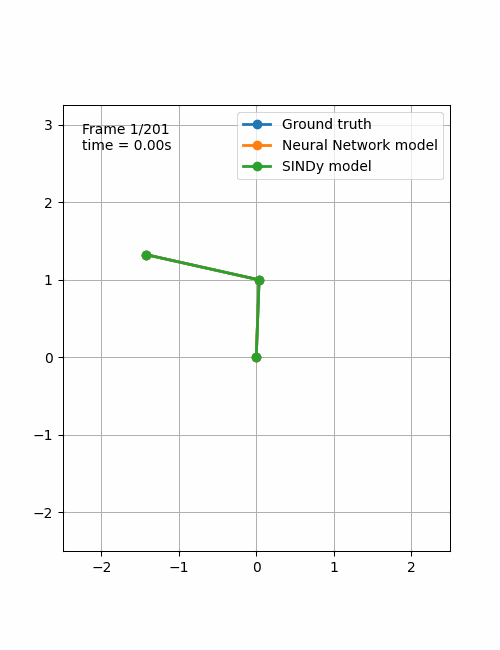 Frame 1/201
time = 0.00s
Ground truth
Neural Network model
SINDy model
3
2
1
0
−1
−2
−2
−1
0
1
2